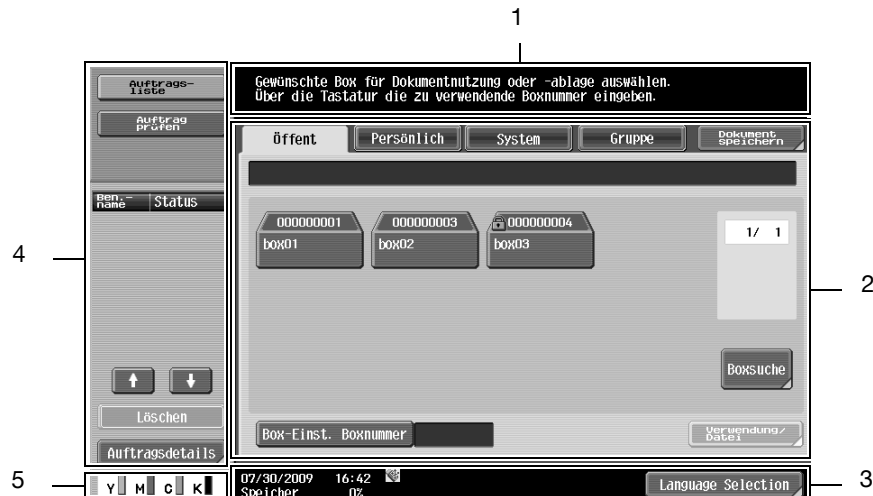 1
Auftrags-
liste
Auftrag
prüfen
Gewünschte Box für Dokumentnutzung oder -ablage auswählen.
Über die Tastatur die zu verwendende Boxnummer eingeben.
Öffent Persönlich System Gruppe Dokument
speichern
Ben.-
name Status
000000001 000000003 000000004
box01 box02 box03
1/ 1
4
2
Boxsuche
Löschen
Auftragsdetails
Box-Einst. Boxnummer
Verwendung/
Datei
5
Y M C K
07/30/2009 16:42
Speicher 0%
Language Selection
3